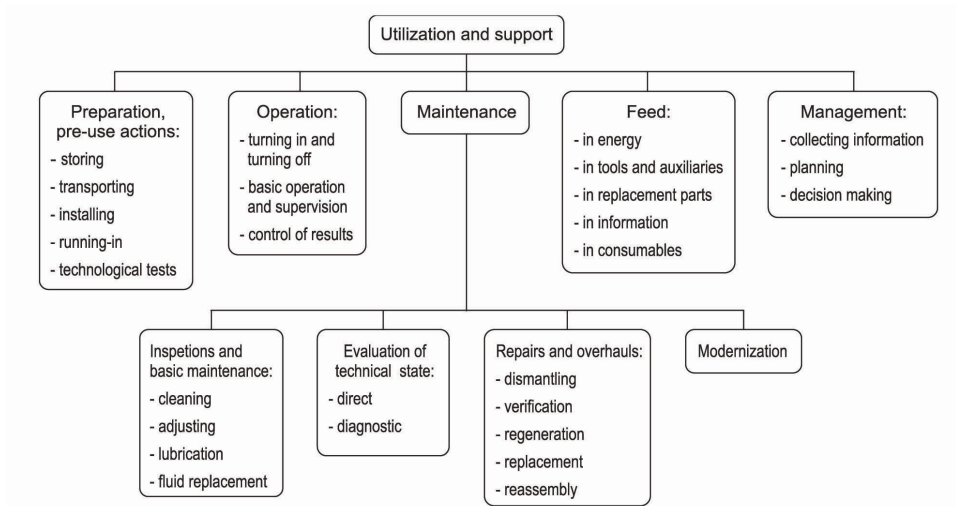 Utilization and support
Preparation,
pre-use actions:
- storing
- transporting
- installing
- running-in
- technological tests
Operation:
- turning in and
turning off
- basic operation
and supervision
- control of results
Maintenance
Feed:
- in energy
- in tools and auxiliaries
- in replacement parts
- in information
- in consumables
Management:
- collecting information
- planning
- decision making
Inspetions and
basic maintenance:
- cleaning
- adjusting
- lubrication
- fluid replacement
Evaluation of
technical state:
- direct
- diagnostic
Repairs and overhauls:
- dismantling
- verification
- regeneration
- replacement
- reassembly
Modernization